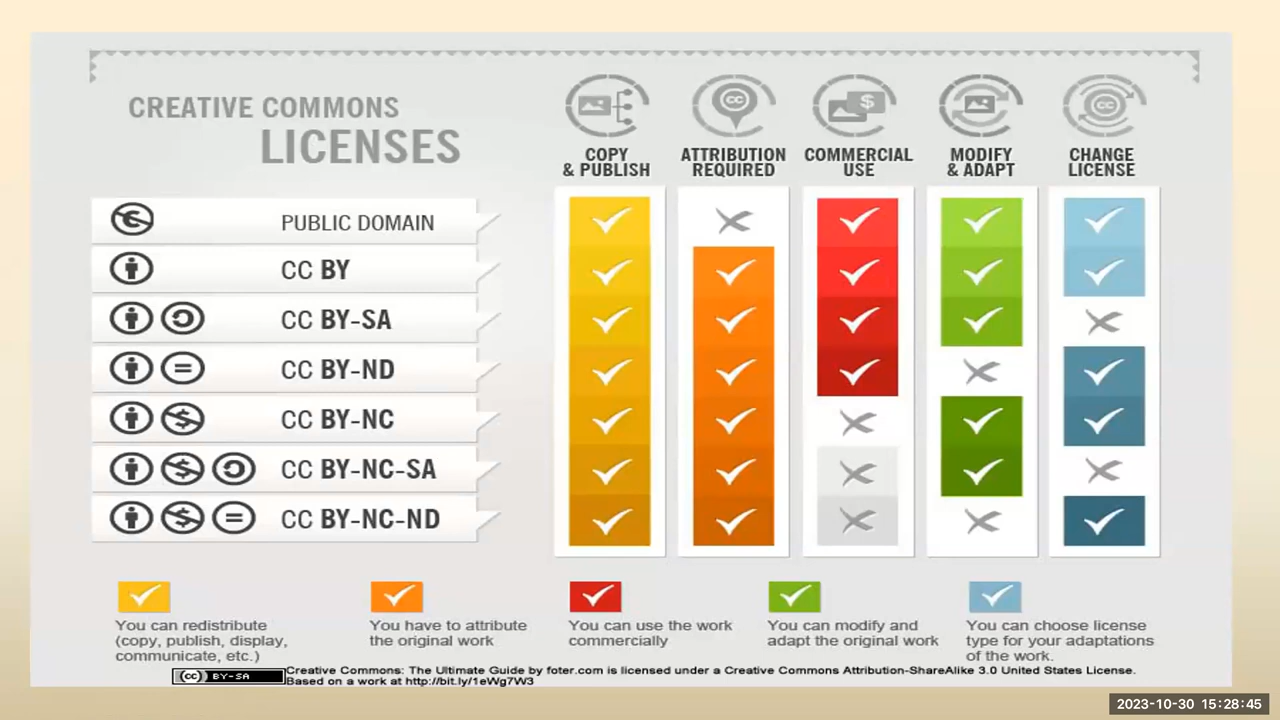 CREATIVE COMMONS
LICENSES
COPY
& PUBLISH
ATTRIBUTION
REQUIRED
COMMERCIAL
USE
MODIFY
& ADAPT
CHANGE
LICENSE
PUBLIC DOMAIN
CC BY
CC BY-SA
CC BY-ND
CC BY-NC
CC BY-NC-SA
CC BY-NC-ND
You can redistribute
(copy, publish, display,
communicate, etc.)
You have to attribute
the original work
You can use the work
commercially
You can modify and
adapt the original work
You can choose license
type for your adaptations
of the work.
cc BY-SA
Creative Commons: The Ultimate Guide by foter.com is licensed under a Creative Commons Attribution-ShareAlike 3.0 United States License.
Based on a work at http://bit.ly/1eWg7W3
2023-10-30 15:28:45